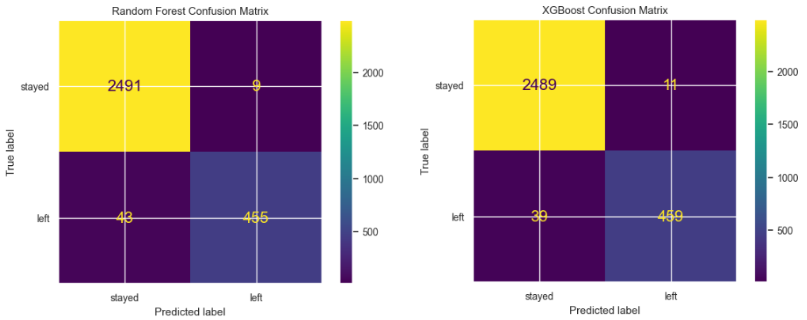 Random Forest Confusion Matrix
stayed
2491
9
left
43
455
stayed
left
True label
Predicted label
2000
1500
1000
500
XGBoost Confusion Matrix
stayed
2489
11
left
39
459
stayed
left
True label
Predicted label
2000
1500
1000
500